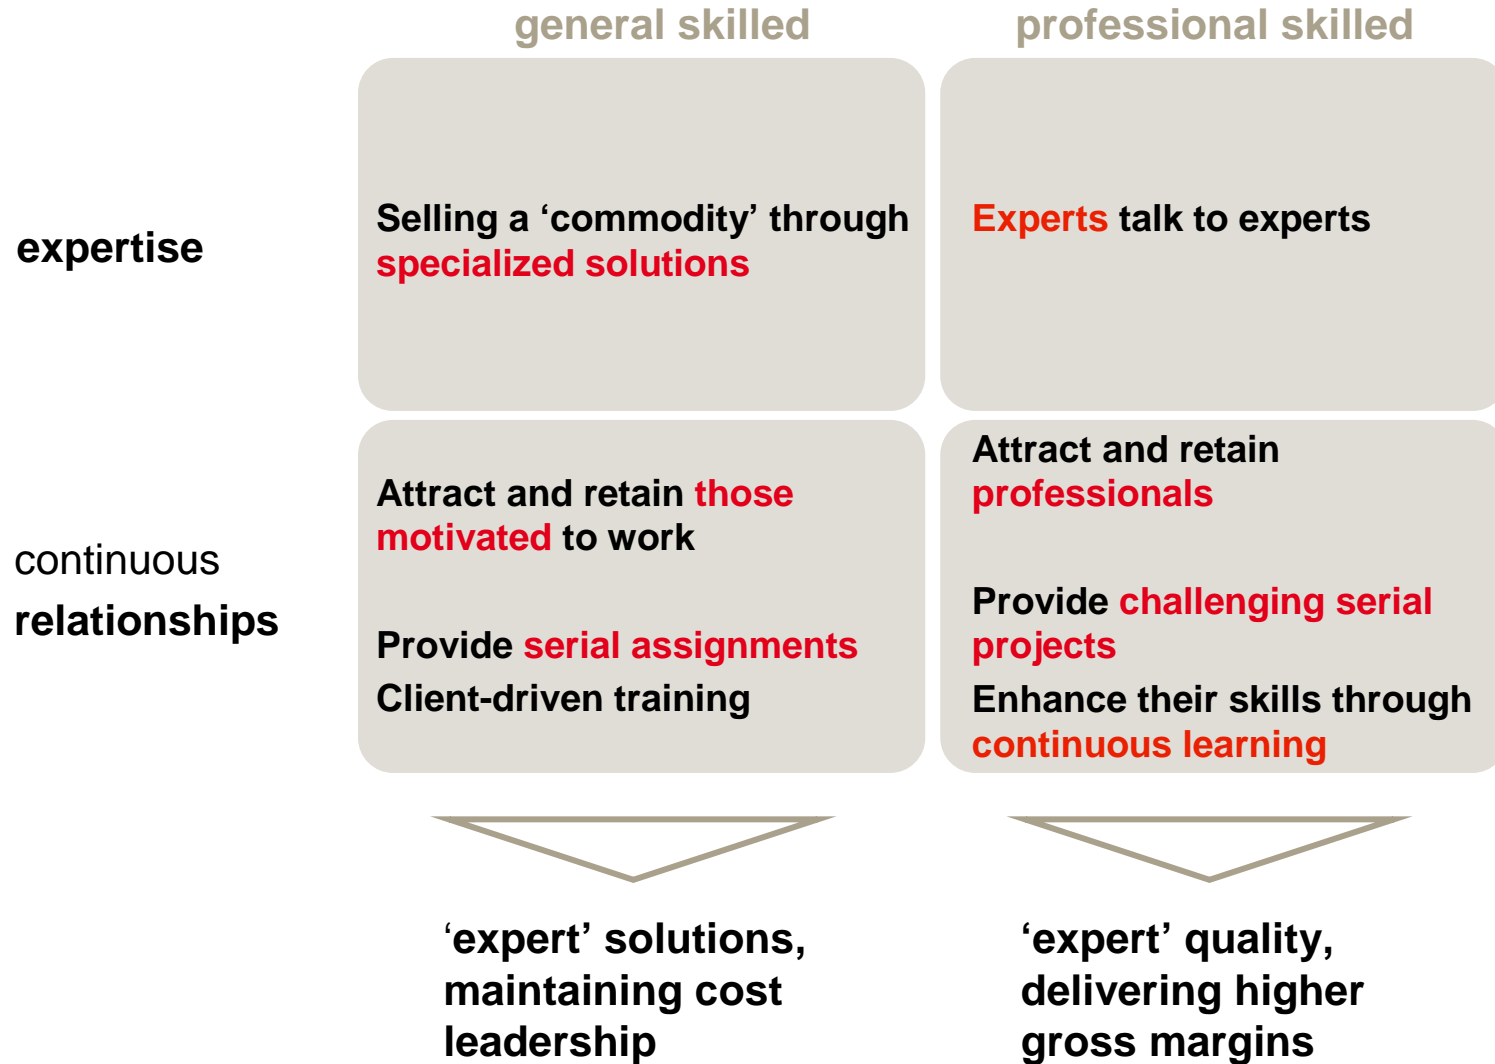 general skilled
professional skilled
expertise
Selling a ‘commodity’ through
specialized solutions
Experts talk to experts
continuous
relationships
Attract and retain those
motivated to work
Provide serial assignments
Client-driven training
Attract and retain
professionals
Provide challenging serial
projects
Enhance their skills through
continuous learning
‘expert’ solutions,
maintaining cost
leadership
‘expert’ quality,
delivering higher
gross margins